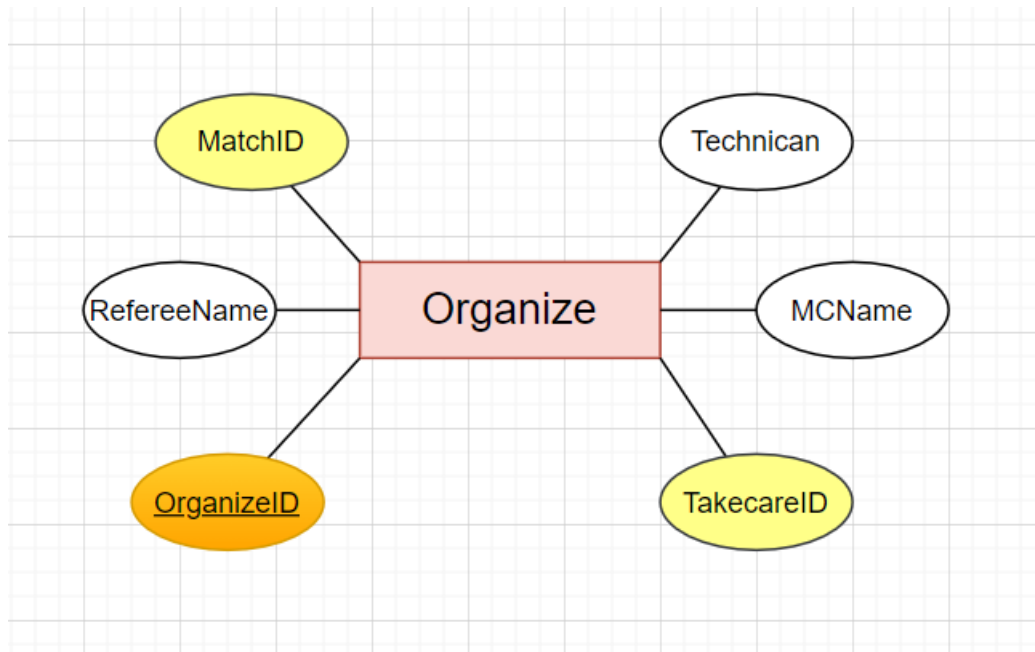 MatchID
Technican
RefereeName
Organize
MCName
OrganizeID
TakecareID